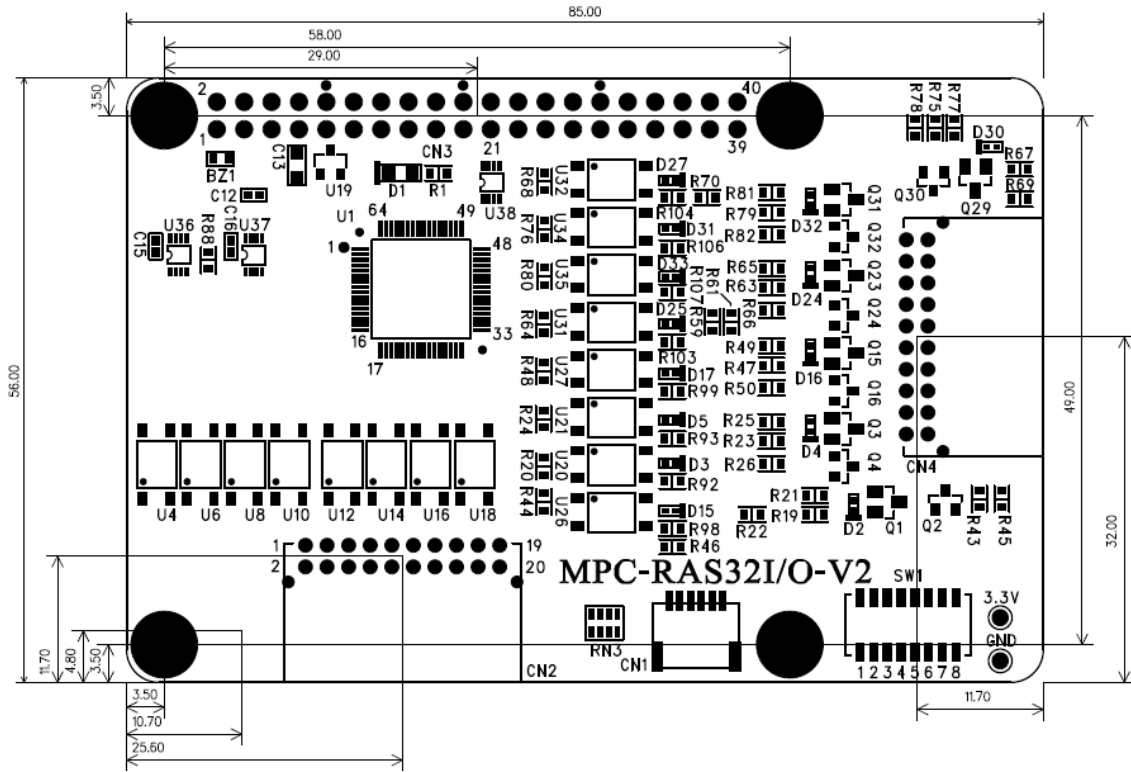 85.00
58.00
29.00
3.50
2
40
1
39
R78
R75
R77
D30
R67
R69
BZ1
C12
C13
U19
D1
CN3
R1
21
U38
R68
U32
D27
R70
R104
R81
R79
R82
D32
Q31
Q30
Q29
U36
R88
C16
U37
C15
U1
64
49
1
48
16
17
33
R76
U34
D31
R106
Q32
R80
U35
D33
R107
R61
R65
R63
D24
Q23
R64
U31
D25
R59
R66
Q24
R103
R48
U27
D17
R99
R49
R47
R50
D16
Q15
Q16
R24
U21
D5
R93
R25
R23
R26
D4
Q3
Q4
CN4
R20
U20
D3
R92
R44
U26
D15
R98
R46
R21
R19
R22
D2
Q1
Q2
R43
R45
56.00
49.00
32.00
U4
U6
U8
U10
U12
U14
U16
U18
1
19
2
20
MPC-RAS32I/O-V2
SW1
3.3V
GND
RN3
CN1
CN2
1 2 3 4 5 6 7 8
11.70
4.80
3.50
3.50
10.70
25.60
11.70